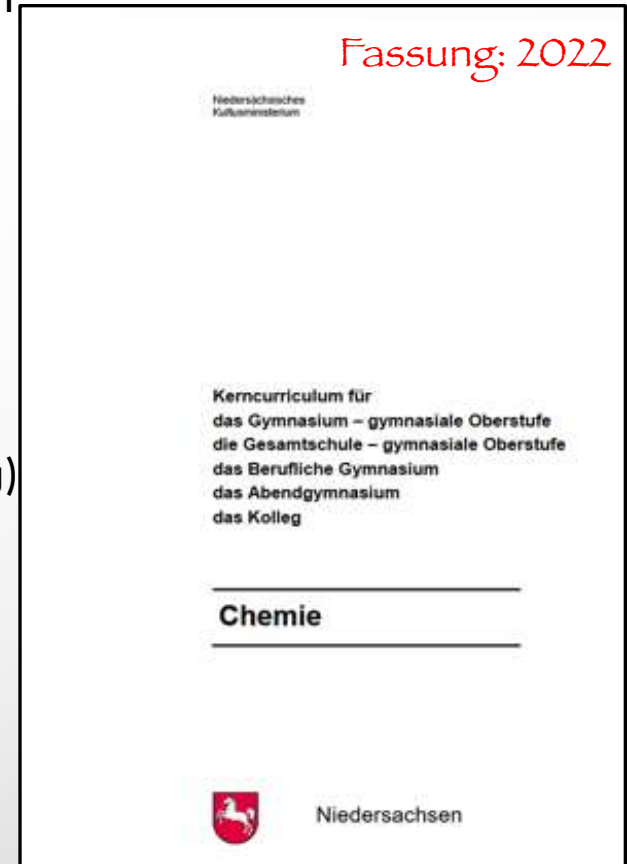 Fassung: 2022
Niedersächsisches
Kultusministerium
Kerncurriculum für
das Gymnasium – gymnasiale Oberstufe
die Gesamtschule – gymnasiale Oberstufe
das Berufliche Gymnasium
das Abendgymnasium
das Kolleg
Chemie
Niedersachsen